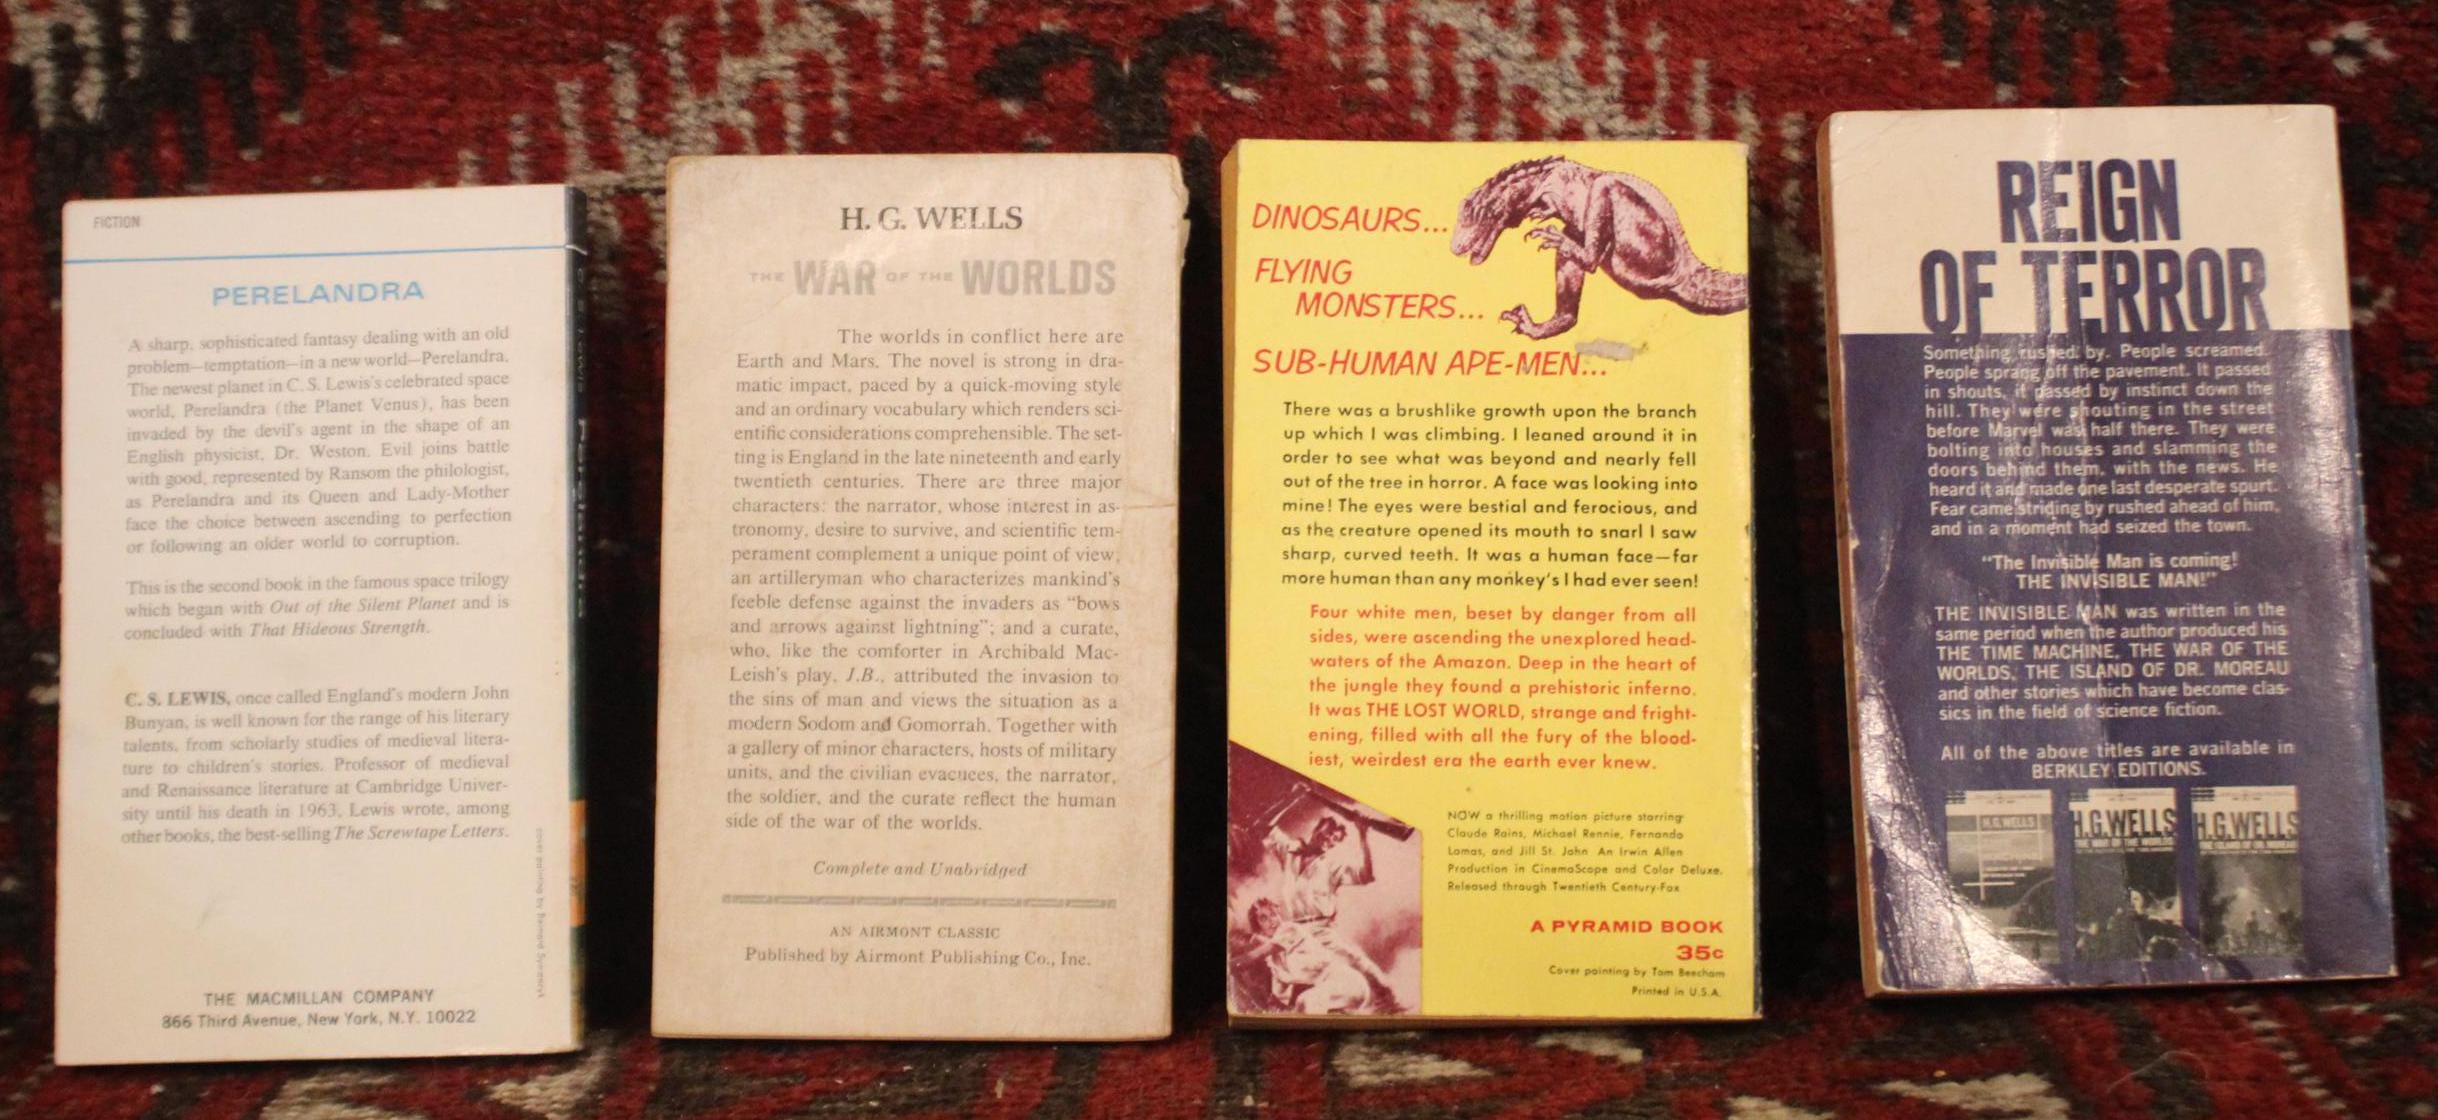 FICTION
PERELANDRA
A sharp, sophisticated fantasy dealing with an old
problem—temptation—in a new world—Perelandra.
The newest planet in C. S. Lewis's celebrated space
world, Perelandra (the Planet Venus), has been
invaded by the devil's agent in the shape of an
English physicist, Dr. Weston. Evil joins battle
with good, represented by Ransom the philologist,
as Perelandra and its Queen and Lady-Mother
face the choice between ascending to perfection
or following an older world to corruption.
This is the second book in the famous space trilogy
which began with Out of the Silent Planet and is
concluded with That Hideous Strength.
C. S. LEWIS, once called England's modern John
Bunyan, is well known for the range of his literary
talents, from scholarly studies of medieval litera-
ture to children's stories. Professor of medieval
and Renaissance literature at Cambridge Univer-
sity until his death in 1963, Lewis wrote, among
other books, the best-selling The Screwtape Letters.
cover painting by Bernard
THE MACMILLAN COMPANY
866 Third Avenue, New York, N.Y. 10022
C. S. Lewis Perelandra
H. G. WELLS
THE WAR OF THE WORLDS
The worlds in conflict here are
Earth and Mars. The novel is strong in dra-
matic impact, paced by a quick-moving style
and an ordinary vocabulary which renders sci-
entific considerations comprehensible. The set-
ting is England in the late nineteenth and early
twentieth centuries. There are three major
characters: the narrator, whose interest in as-
tronomy, desire to survive, and scientific tem-
perament complement a unique point of view,
an artilleryman who characterizes mankind's
feeble defense against the invaders as "bows
and arrows against lightning"; and a curate,
who, like the comforter in Archibald Mac-
Leish's play, J.B., attributed the invasion to
the sins of man and views the situation as a
modern Sodom and Gomorrah. Together with
a gallery of minor characters, hosts of military
units, and the civilian evacuees, the narrator,
the soldier, and the curate reflect the human
side of the war of the worlds.
Complete and Unabridged
AN AIRMONT CLASSIC
Published by Airmont Publishing Co., Inc.
DINOSAURS...
FLYING
MONSTERS...
SUB-HUMAN APE-MEN...
There was a brushlike growth upon the branch
up which I was climbing. I leaned around it in
order to see what was beyond and nearly fell
out of the tree in horror. A face was looking into
mine! The eyes were bestial and ferocious, and
as the creature opened its mouth to snarl I saw
sharp, curved teeth. It was a human face—far
more human than any monkey's I had ever seen!
Four white men, beset by danger from all
sides, were ascending the unexplored head-
waters of the Amazon. Deep in the heart of
the jungle they found a prehistoric inferno.
It was THE LOST WORLD, strange and fright-
ening, filled with all the fury of the blood-
iest, weirdest era the earth ever knew.
NOW a thrilling motion picture starring
Claude Rains, Michael Rennie, Fernando
Lamas, and Jill St. John An Irwin Allen
Production in CinemaScope and Color Deluxe.
Released through Twentieth Century-Fox
A PYRAMID BOOK
35c
Cover painting by Tom Beecham
Printed in U.S.A.
REIGN
OF TERROR
Something rushed by. People screamed.
People sprang off the pavement. It passed
in shouts, it passed by instinct down the
hill. They were shouting in the street
before Marvel was half there. They were
bolting into houses and slamming the
doors behind them, with the news. He
heard it and made one last desperate spurt.
Fear came striding by rushed ahead of him,
and in a moment had seized the town.
"The Invisible Man is coming!
THE INVISIBLE MAN!"
THE INVISIBLE MAN was written in the
same period when the author produced his
THE TIME MACHINE, THE WAR OF THE
WORLDS, THE ISLAND OF DR. MOREAU
and other stories which have become clas-
sics in the field of science fiction.
All of the above titles are available in
BERKLEY EDITIONS.
H.G. WELLS
H.G. WELLS
THE WAR OF THE WORLDS
H.G. WELLS
THE ISLAND OF DR. MOREAU